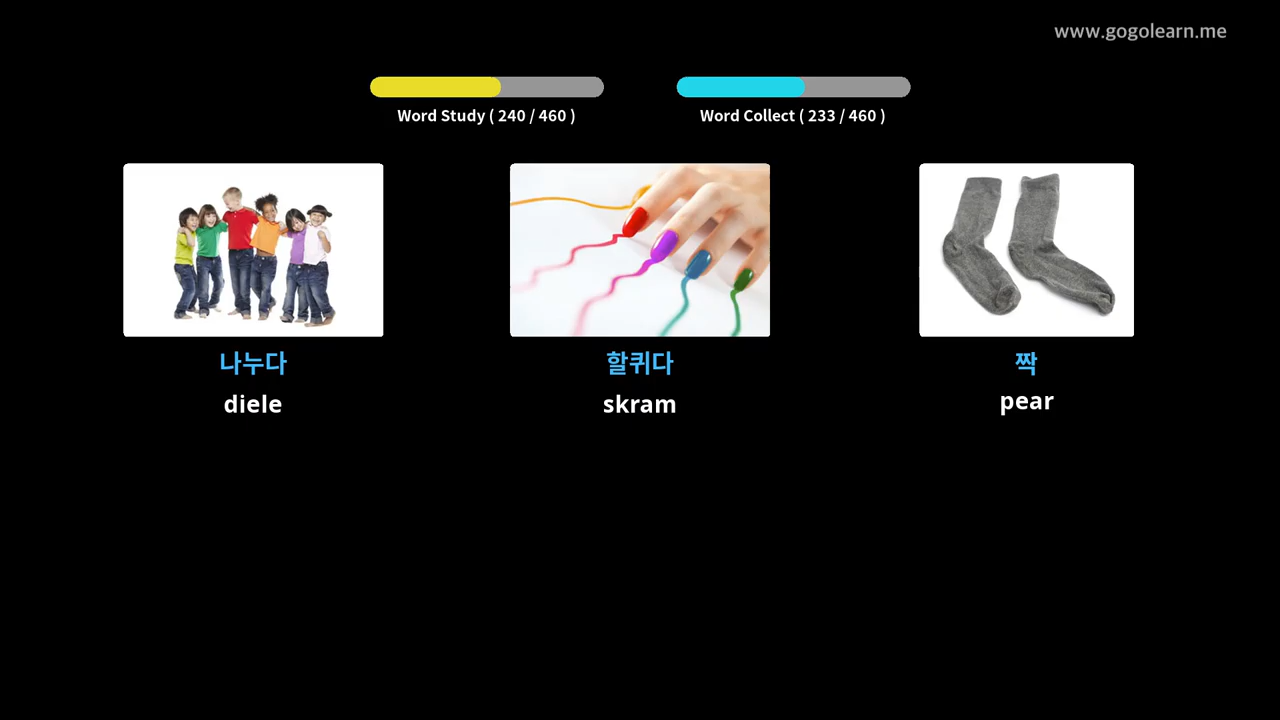 www.gogolearn.me
Word Study ( 240 / 460 )
Word Collect ( 233 / 460 )
나누다
할퀴다
짝
diele
skram
pear